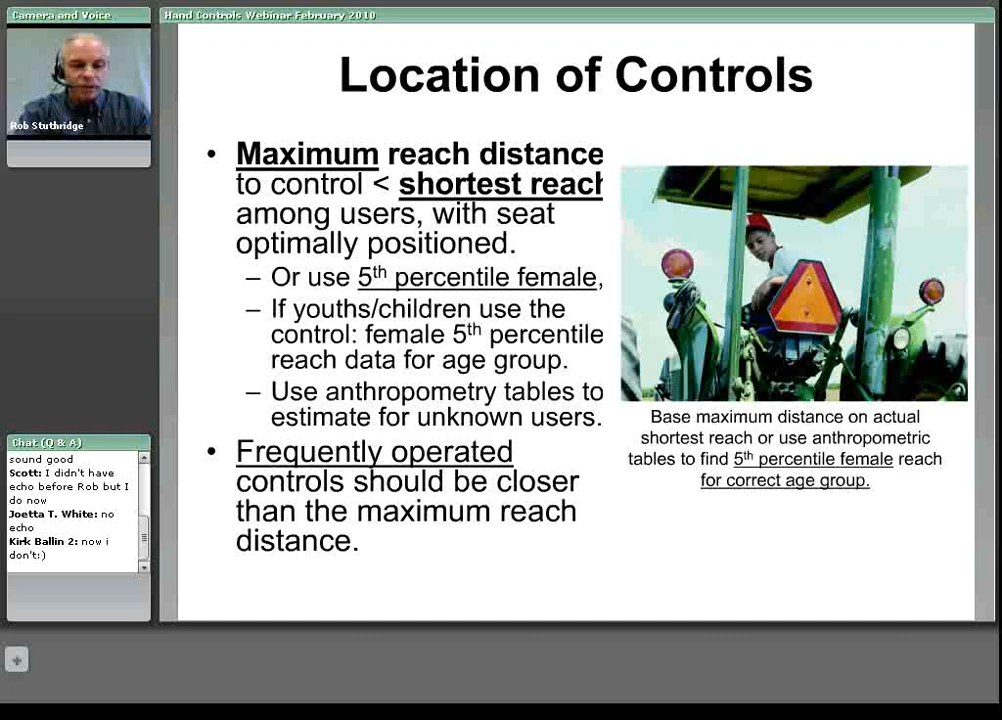 Camera and Voice
Hand Controls Webinar February 2010
Rob Stuthridge
Location of Controls
• Maximum reach distance
to control < shortest reach
among users, with seat
optimally positioned.
– Or use 5th percentile female,
– If youths/children use the
control: female 5th percentile
reach data for age group.
– Use anthropometry tables to
estimate for unknown users.
• Frequently operated
controls should be closer
than the maximum reach
distance.
Base maximum distance on actual
shortest reach or use anthropometric
tables to find 5th percentile female reach
for correct age group.
Chat (Q & A)
sound good
Scott: I didn't have
echo before Rob but I
do now
Joetta T. White: no
echo
Kirk Ballin 2: now i
don't:)